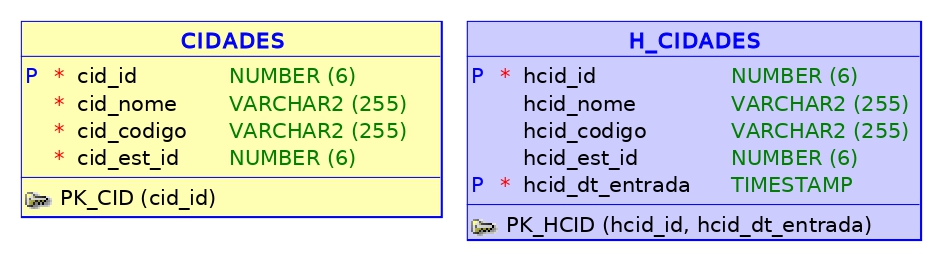 CIDADES
P * cid_id NUMBER (6)
* cid_nome VARCHAR2 (255)
* cid_codigo VARCHAR2 (255)
* cid_est_id NUMBER (6)
PK_CID (cid_id)
H_CIDADES
P * hcid_id NUMBER (6)
hcid_nome VARCHAR2 (255)
hcid_codigo VARCHAR2 (255)
hcid_est_id NUMBER (6)
P * hcid_dt_entrada TIMESTAMP
PK_HCID (hcid_id, hcid_dt_entrada)